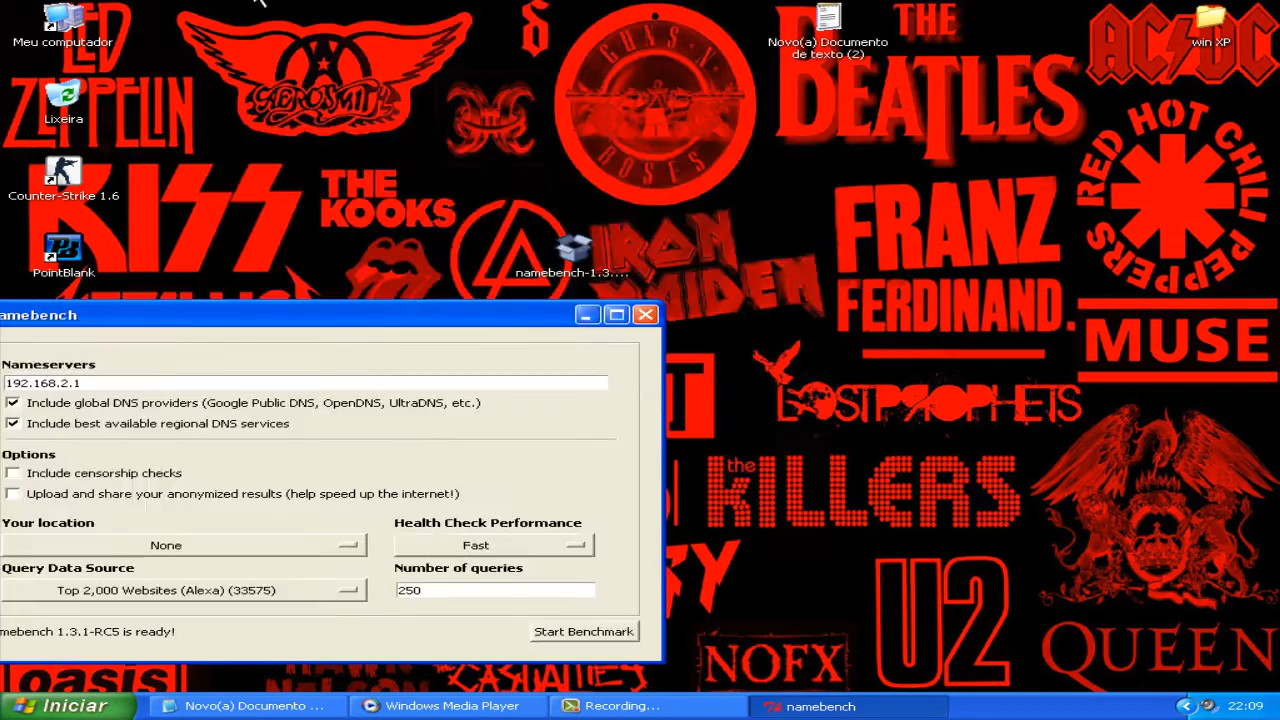 Meu computador
Lixeira
Counter-Strike 1.6
PointBlank
namebench-1.3....
Novo(a) Documento
de texto (2)
win XP
LED
ZEPPELIN
AEROSMITH
GUNS N'
ROSES
THE
BEATLES
AC DC
RED HOT CHILI PEPPERS
KISS
THE
KOOKS
IRON
MAIDEN
FRANZ
FERDINAND.
MUSE
LOSTPROPHETS
the
KILLERS
U2
QUEEN
NOFX
CASUALTIES
oasis
amebench
Nameservers
192.168.2.1
Include global DNS providers (Google Public DNS, OpenDNS, UltraDNS, etc.)
Include best available regional DNS services
Options
Include censorship checks
Upload and share your anonymized results (help speed up the internet!)
Your location
Health Check Performance
None
Fast
Query Data Source
Number of queries
Top 2,000 Websites (Alexa) (33575)
250
mebench 1.3.1-RC5 is ready!
Start Benchmark
Iniciar
Novo(a) Documento ...
Windows Media Player
Recording...
namebench
22:09